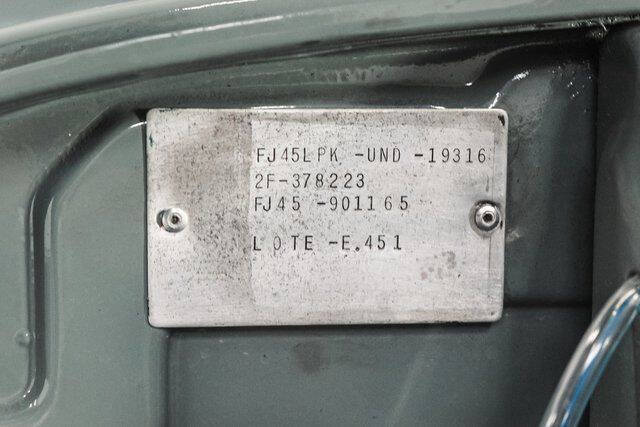 FJ45LPK -UND -19316
2F-378223
FJ45 -901165
LOTE -E.451